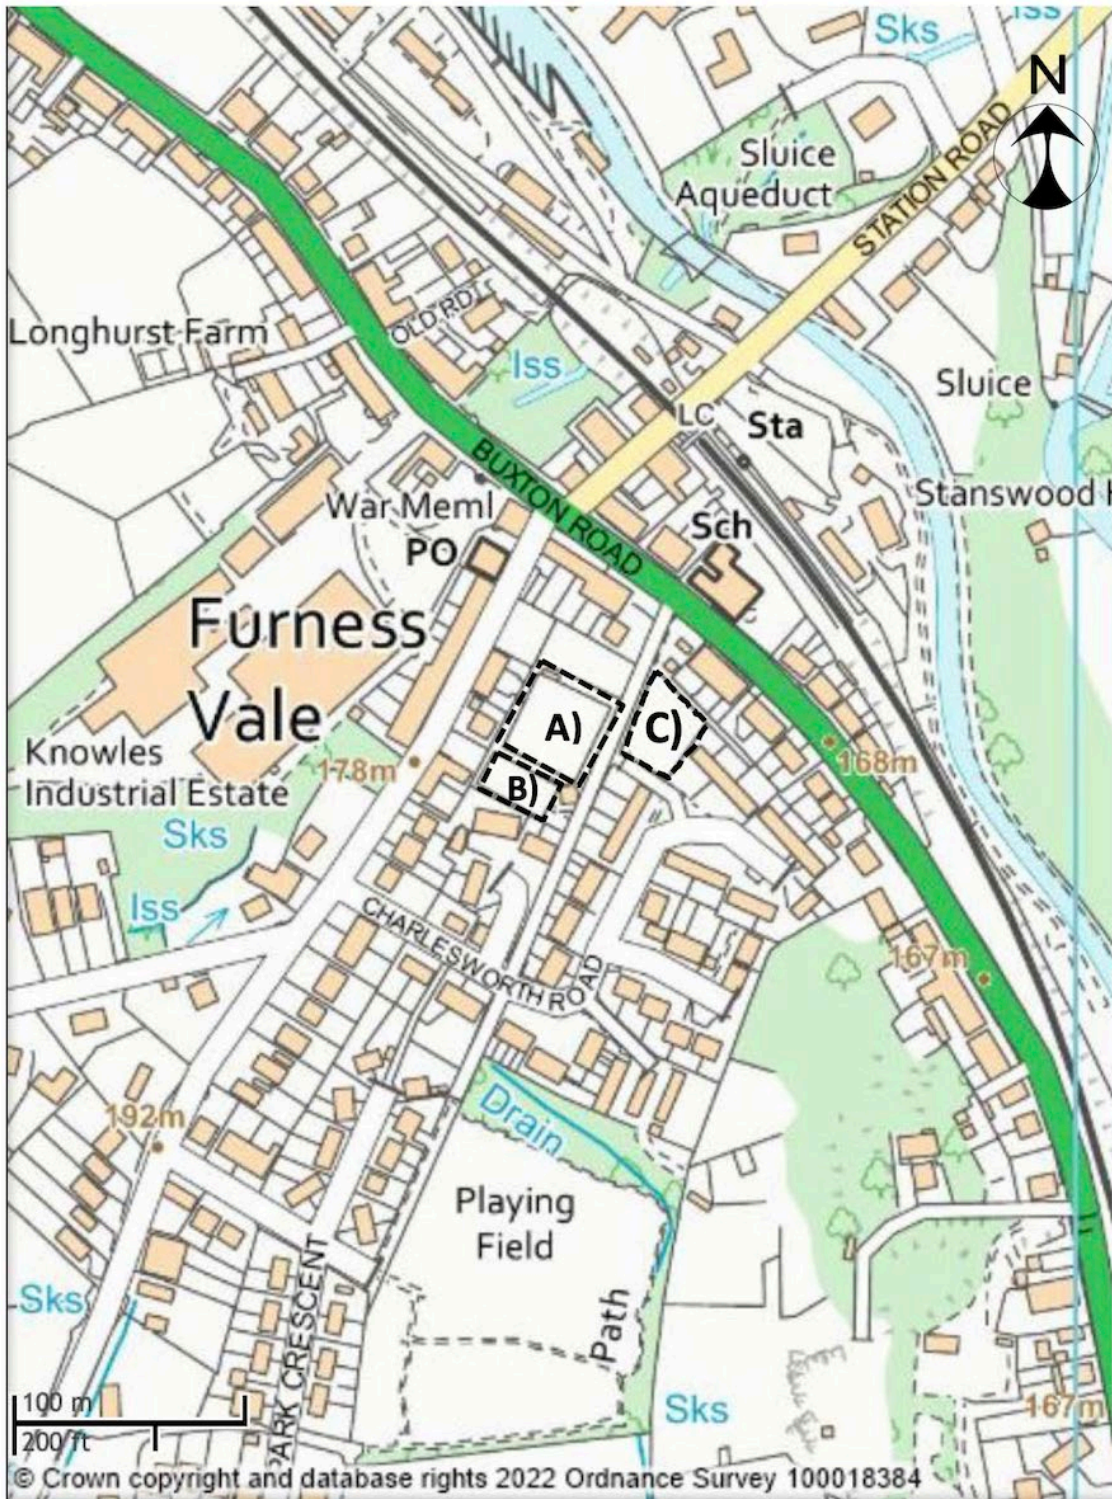 Sks
Iss
N
Sluice
Aqueduct
STATION ROAD
OLD RD
Longhurst Farm
Iss
Sluice
LC
Sta
BUXTON ROAD
War Meml
Stanswood
Sch
PO
Furness
Vale
A)
C)
B)
Knowles
Industrial Estate
178m
168m
Sks
Iss
CHARLESWORTH ROAD
167m
Drain
192m
Playing
Field
PARK CRESCENT
Path
Sks
Sks
167m
100 m
200 ft
© Crown copyright and database rights 2022 Ordnance Survey 100018384